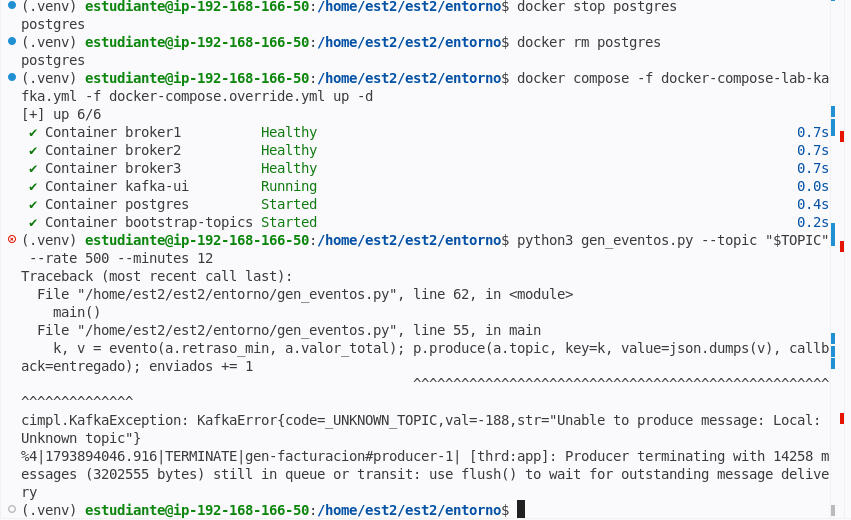 (.venv) estudiante@ip-192-168-166-50:/home/est2/est2/entorno$ docker stop postgres
postgres
(.venv) estudiante@ip-192-168-166-50:/home/est2/est2/entorno$ docker rm postgres
postgres
(.venv) estudiante@ip-192-168-166-50:/home/est2/est2/entorno$ docker compose -f docker-compose-lab-ka
fka.yml -f docker-compose.override.yml up -d
[+] up 6/6
✔ Container broker1 Healthy 0.7s
✔ Container broker2 Healthy 0.7s
✔ Container broker3 Healthy 0.7s
✔ Container kafka-ui Running 0.0s
✔ Container postgres Started 0.4s
✔ Container bootstrap-topics Started 0.2s
(.venv) estudiante@ip-192-168-166-50:/home/est2/est2/entorno$ python3 gen_eventos.py --topic "$TOPIC"
--rate 500 --minutes 12
Traceback (most recent call last):
File "/home/est2/est2/entorno/gen_eventos.py", line 62, in <module>
main()
File "/home/est2/est2/entorno/gen_eventos.py", line 55, in main
k, v = evento(a.retraso_min, a.valor_total); p.produce(a.topic, key=k, value=json.dumps(v), callb
ack=entregado); enviados += 1
^^^^^^^^^^^^^^^^^^^^^^^^^^^^^^^^^^^^^^^^^^^^^^^^^^^^
^^^^^^^^^^^^^^
cimpl.KafkaException: KafkaError{code=_UNKNOWN_TOPIC,val=-188,str="Unable to produce message: Local:
Unknown topic"}
%4|1793894046.916|TERMINATE|gen-facturacion#producer-1| [thrd:app]: Producer terminating with 14258 m
essages (3202555 bytes) still in queue or transit: use flush() to wait for outstanding message delive
ry
(.venv) estudiante@ip-192-168-166-50:/home/est2/est2/entorno$